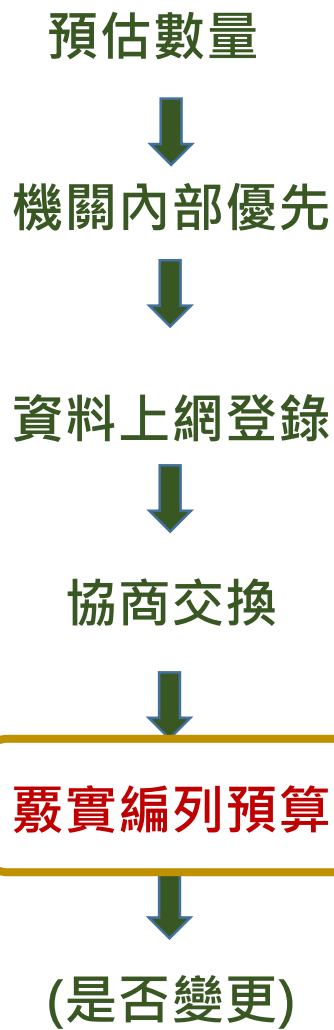 預估數量
機關內部優先
資料上網登錄
協商交換
覈實編列預算
(是否變更)